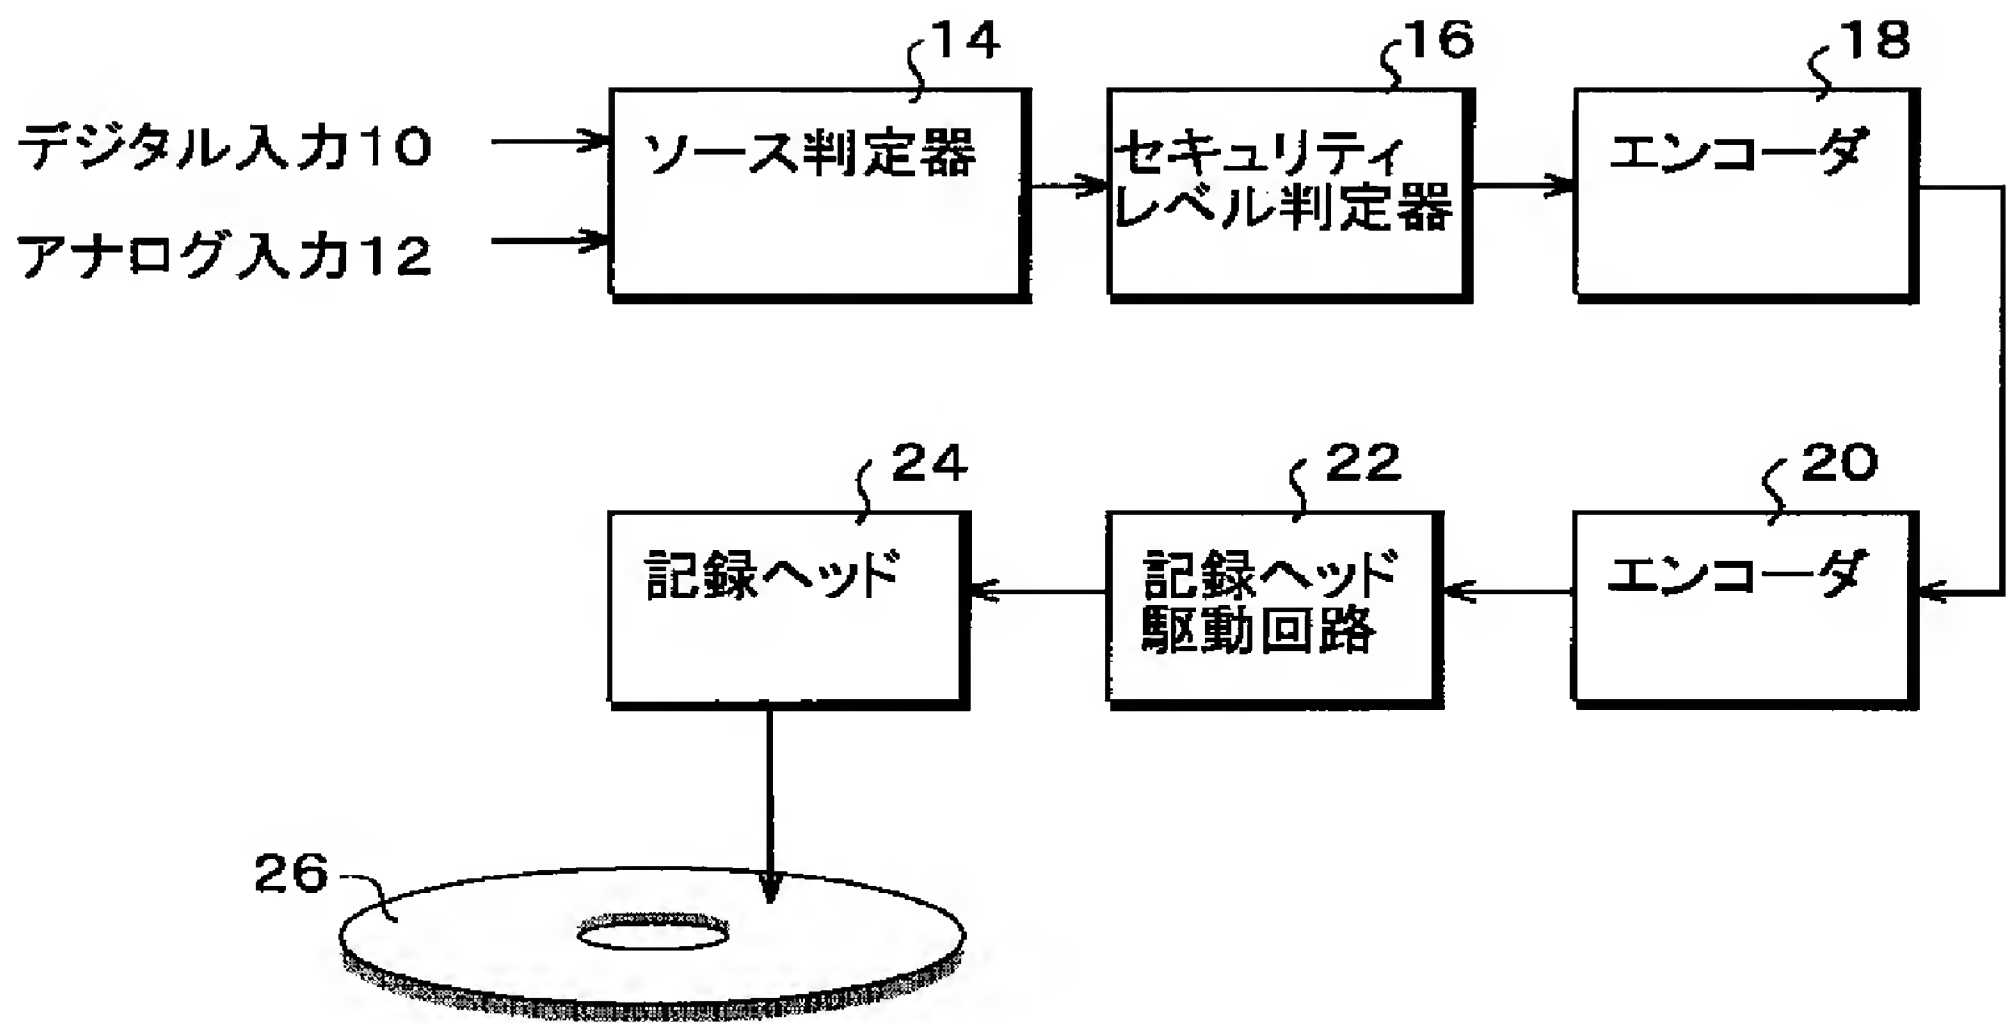 14
16
18
デジタル入力10
アナログ入力12
ソース判定器
セキュリティ
レベル判定器
エンコーダ
24
22
20
記録ヘッド
記録ヘッド
駆動回路
エンコーダ
26